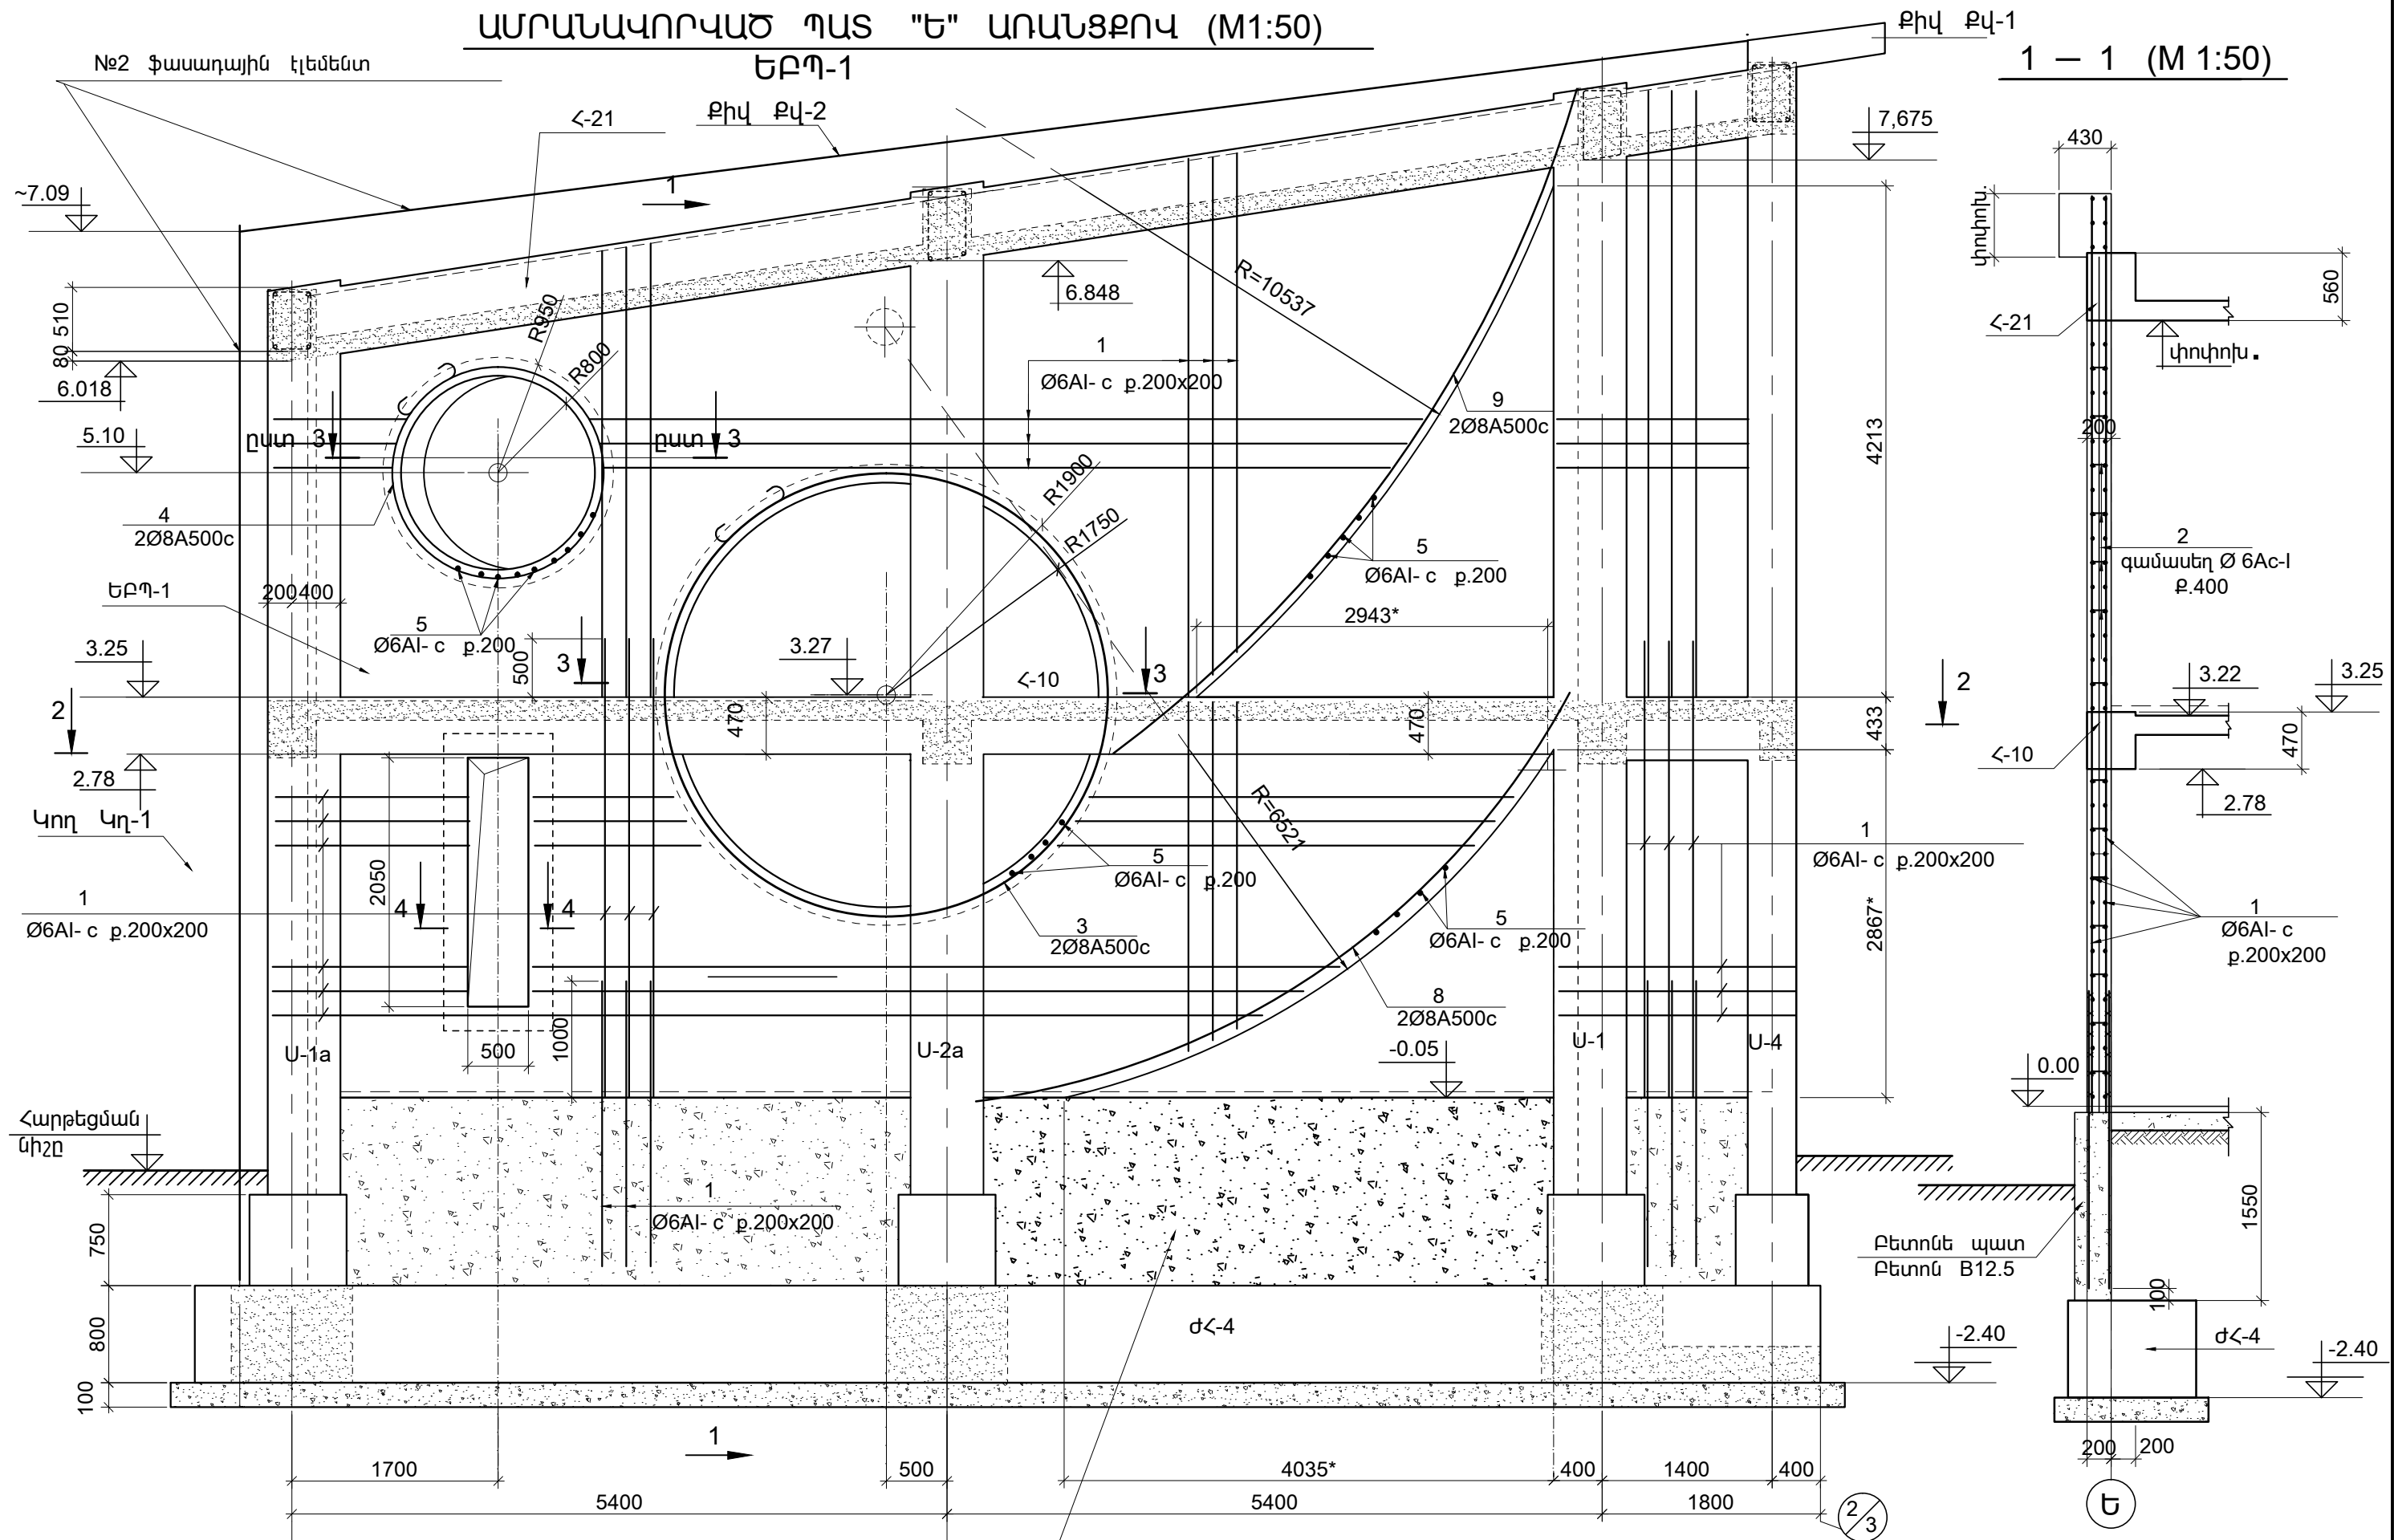 ԱՄՐԱՆԱՎՈՐՎԱԾ ՊԱՏ "Ե" ԱՌԱՆՑՔՈՎ (Մ1:50)
ԵԲՊ-1
Քիվ Քվ-1
1 – 1 (M 1:50)
№2 ֆասադային էլեմենտ
Հ-21
Քիվ Քվ-2
1
7,675
~7.09
430
փոփոխ.
560
Հ-21
փոփոխ.
510
80
6.018
R950
R800
6.848
R=10537
1
Ø6AI- c ք.200x200
9
2Ø8A500c
4213
200
5.10
ըստ 3
ըստ 3
4
2Ø8A500c
R1900
R1750
5
Ø6AI- c ք.200
2
գամասեղ Ø 6Ac-I
Ք.400
ԵԲՊ-1
200
400
5
Ø6AI- c ք.200
500
3
3.27
3
2943*
Հ-10
3.25
2
2
3.22
3.25
470
470
433
470
Հ-10
2.78
2.78
Կող Կղ-1
R=6521
2050
4
4
1
Ø6AI- c ք.200x200
5
Ø6AI- c ք.200
3
2Ø8A500c
5
Ø6AI- c ք.200
1
Ø6AI- c ք.200x200
2867*
1
Ø6AI- c
ք.200x200
8
2Ø8A500c
500
1000
Ս-1a
Ս-2a
-0.05
Ս-1
Ս-4
0.00
Հարթեցման
նիշը
1
Ø6AI- c ք.200x200
750
1550
Բետոնե պատ
Բետոն B12.5
100
800
ԺՀ-4
ԺՀ-4
-2.40
-2.40
100
1
1700
500
4035*
400
1400
400
200
200
5400
5400
1800
2
3
Ե